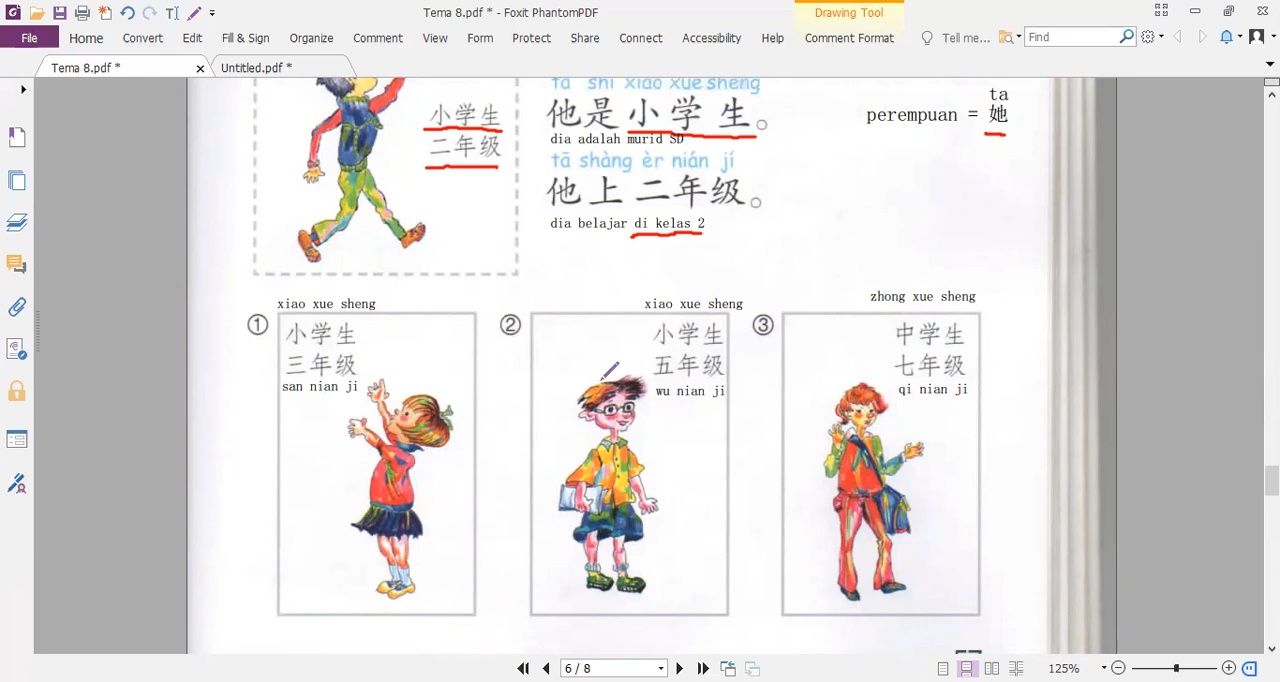 Tema 8.pdf * - Foxit PhantomPDF
Drawing Tool
File Home Convert Edit Fill & Sign Organize Comment View Form Protect Share Connect Accessibility Help Comment Format Tell me... Find
Tema 8.pdf * Untitled.pdf *
tā shì xiǎo xué shēng
小学生
二年级
他是小学生。
dia adalah murid SD
tā shàng èr nián jí
他上二年级。
dia belajar di kelas 2
ta
perempuan = 她
xiao xue sheng
① 小学生
三年级
san nian ji
xiao xue sheng
② 小学生
五年级
wu nian ji
zhong xue sheng
③ 中学生
七年级
qi nian ji
6 / 8
125%